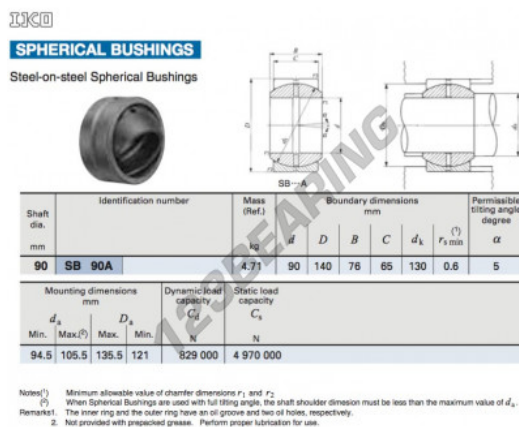 IKO
SPHERICAL BUSHINGS
Steel-on-steel Spherical Bushings
B
C
D
d
SB···A
Shaft dia. mm
Identification number
Mass (Ref.) kg
Boundary dimensions mm
Permissible tilting angle degree
d D B C dk rs min (1) α
90 SB 90A 4.71 90 140 76 65 130 0.6 5
Mounting dimensions mm
Dynamic load capacity
Static load capacity
da Da Cd Cs
Min. Max.(2) Max. Min. N N
94.5 105.5 135.5 121 829 000 4 970 000
Notes(1) Minimum allowable value of chamfer dimensions r1 and r2
(2) When Spherical Bushings are used with full tilting angle, the shaft shoulder dimesion must be less than the maximum value of da.
Remarks1. The inner ring and the outer ring have an oil groove and two oil holes, respectively.
2. Not provided with prepacked grease. Perform proper lubrication for use.
123BEARING